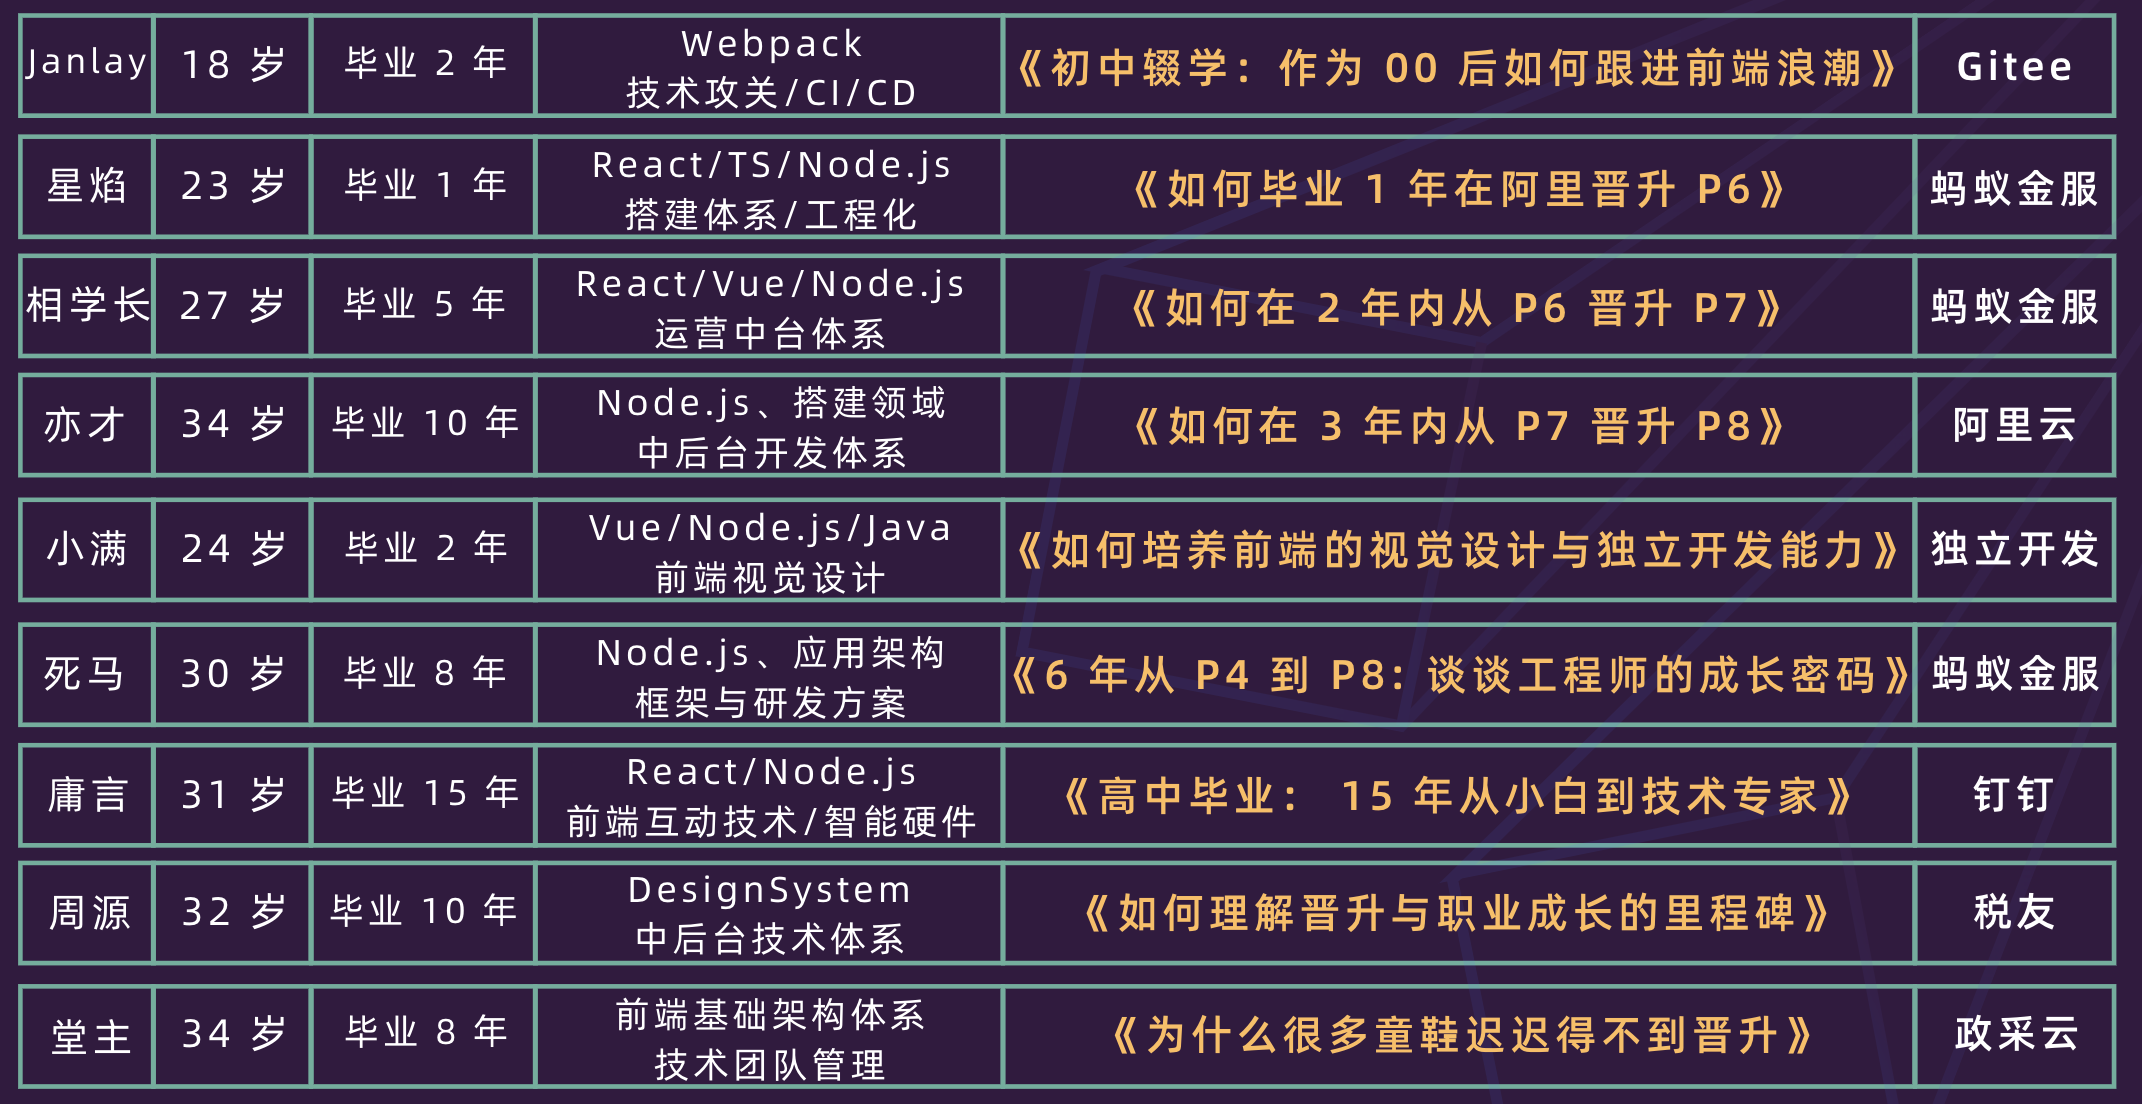 Janlay 18 岁 毕业 2 年 Webpack 《初中辍学：作为 00 后如何跟进前端浪潮》 Gitee
技术攻关/CI/CD
星焰 23 岁 毕业 1 年 React/TS/Node.js 《如何毕业 1 年在阿里晋升 P6》 蚂蚁金服
搭建体系/工程化
相学长 27 岁 毕业 5 年 React/Vue/Node.js 《如何在 2 年内从 P6 晋升 P7》 蚂蚁金服
运营中台体系
亦才 34 岁 毕业 10 年 Node.js、搭建领域 《如何在 3 年内从 P7 晋升 P8》 阿里云
中后台开发体系
小满 24 岁 毕业 2 年 Vue/Node.js/Java 《如何培养前端的视觉设计与独立开发能力》 独立开发
前端视觉设计
死马 30 岁 毕业 8 年 Node.js、应用架构 《6 年从 P4 到 P8：谈谈工程师的成长密码》 蚂蚁金服
框架与研发方案
庸言 31 岁 毕业 15 年 React/Node.js 《高中毕业： 15 年从小白到技术专家》 钉钉
前端互动技术/智能硬件
周源 32 岁 毕业 10 年 DesignSystem 《如何理解晋升与职业成长的里程碑》 税友
中后台技术体系
堂主 34 岁 毕业 8 年 前端基础架构体系 《为什么很多童鞋迟迟得不到晋升》 政采云
技术团队管理